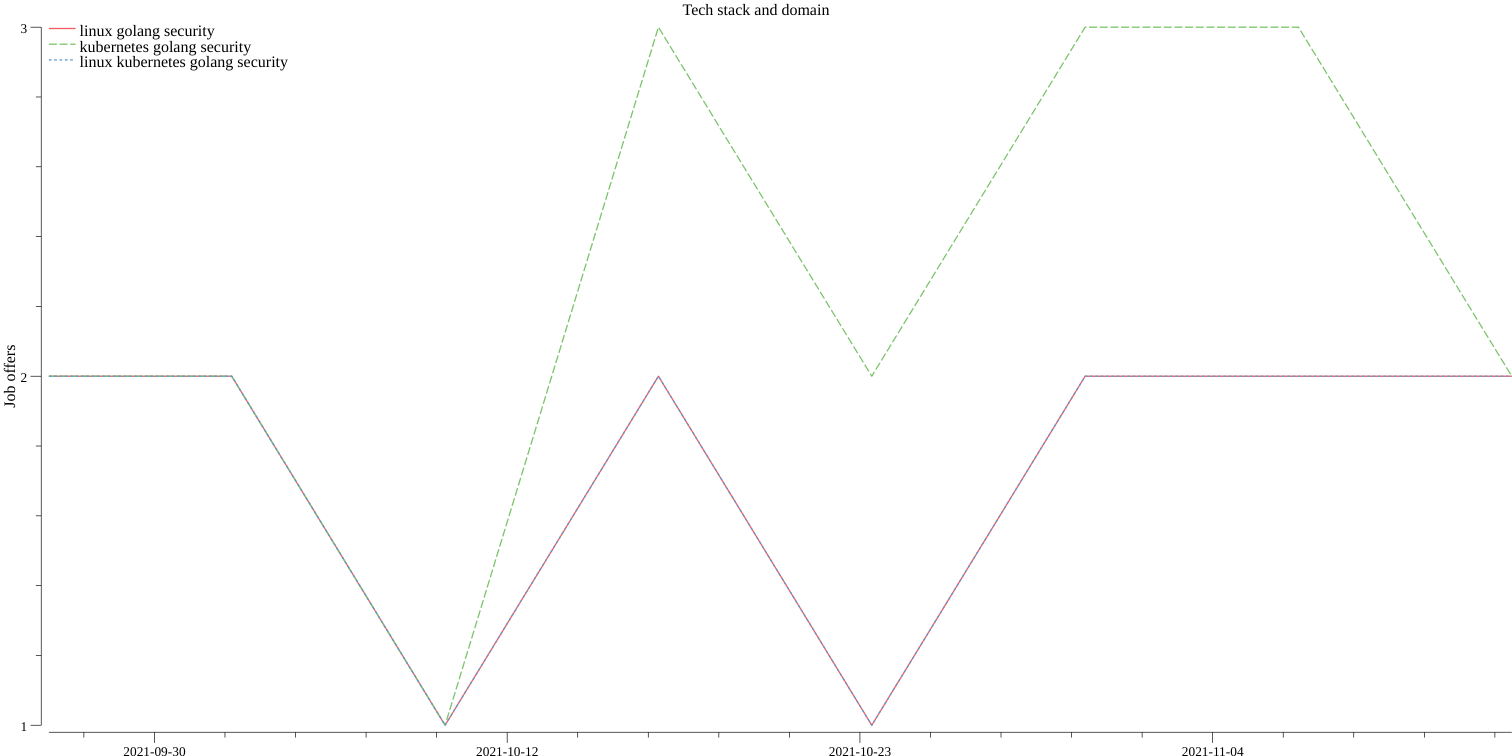 Tech stack and domain
linux golang security
kubernetes golang security
linux kubernetes golang security
Job offers
3
2
1
2021-09-30
2021-10-12
2021-10-23
2021-11-04